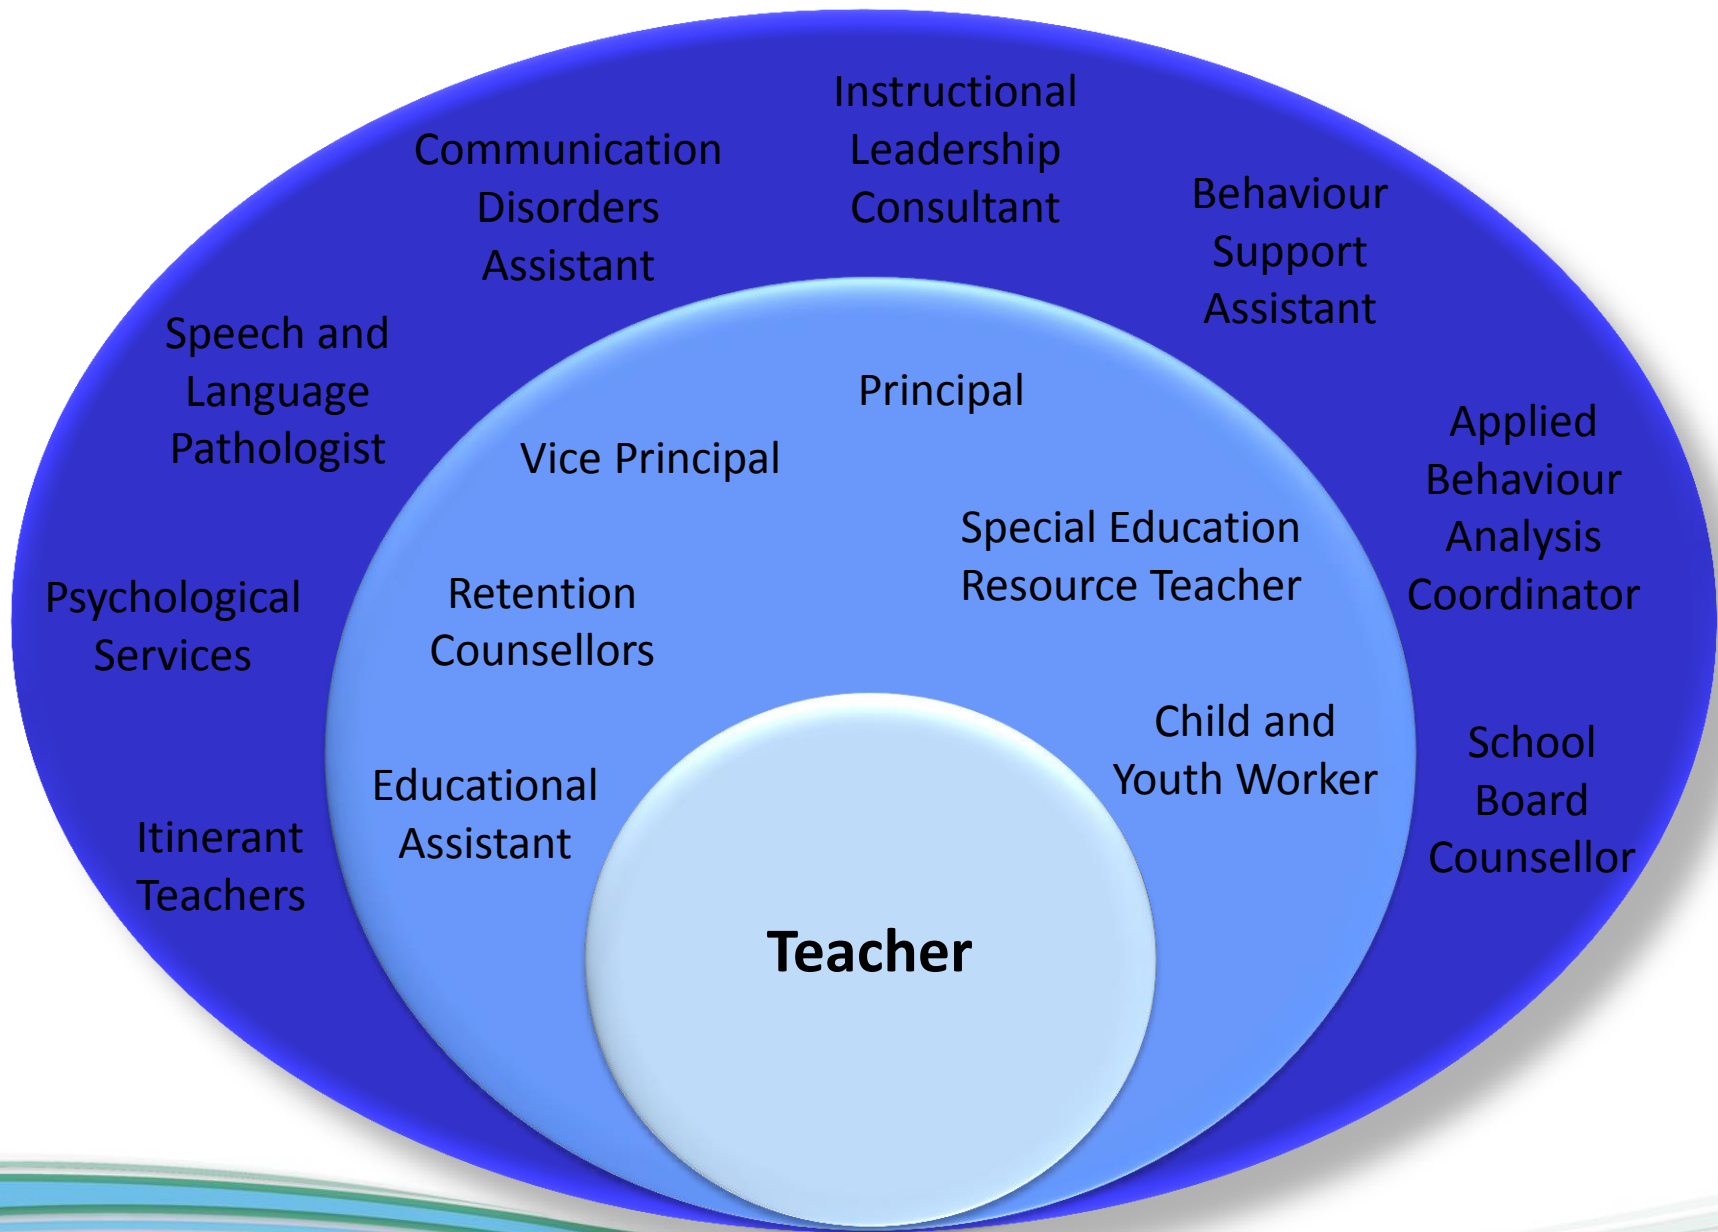 Instructional
Leadership
Consultant
Communication
Disorders
Assistant
Behaviour
Support
Assistant
Speech and
Language
Pathologist
Applied
Behaviour
Analysis
Coordinator
Psychological
Services
School
Board
Counsellor
Itinerant
Teachers
Principal
Vice Principal
Special Education
Resource Teacher
Retention
Counsellors
Child and
Youth Worker
Educational
Assistant
Teacher